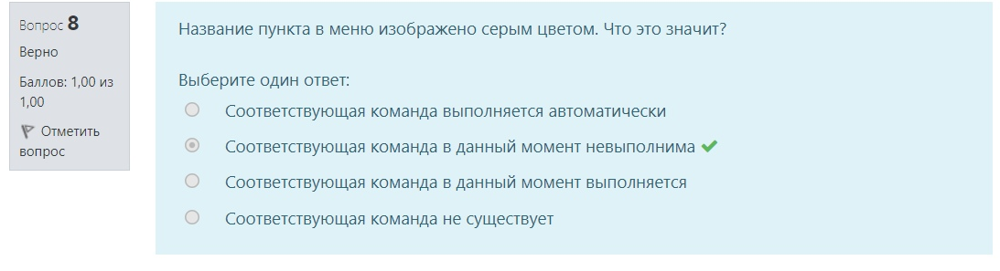 Вопрос 8
Верно
Баллов: 1,00 из
1,00
Отметить
вопрос
Название пункта в меню изображено серым цветом. Что это значит?
Выберите один ответ:
Соответствующая команда выполняется автоматически
Соответствующая команда в данный момент невыполнима
Соответствующая команда в данный момент выполняется
Соответствующая команда не существует